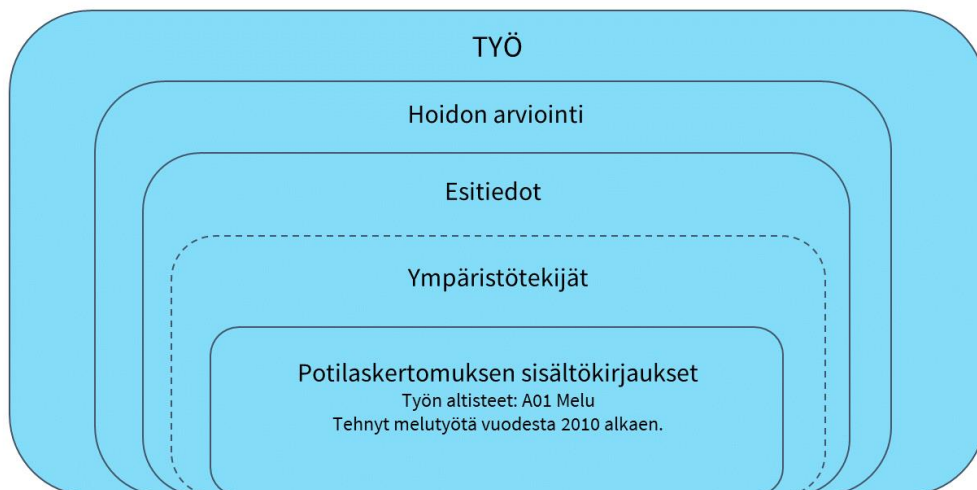 TYÖ
Hoidon arviointi
Esitiedot
Ympäristötekijät
Potilaskertomuksen sisältökirjaukset
Työn altisteet: A01 Melu
Tehnyt melutyötä vuodesta 2010 alkaen.